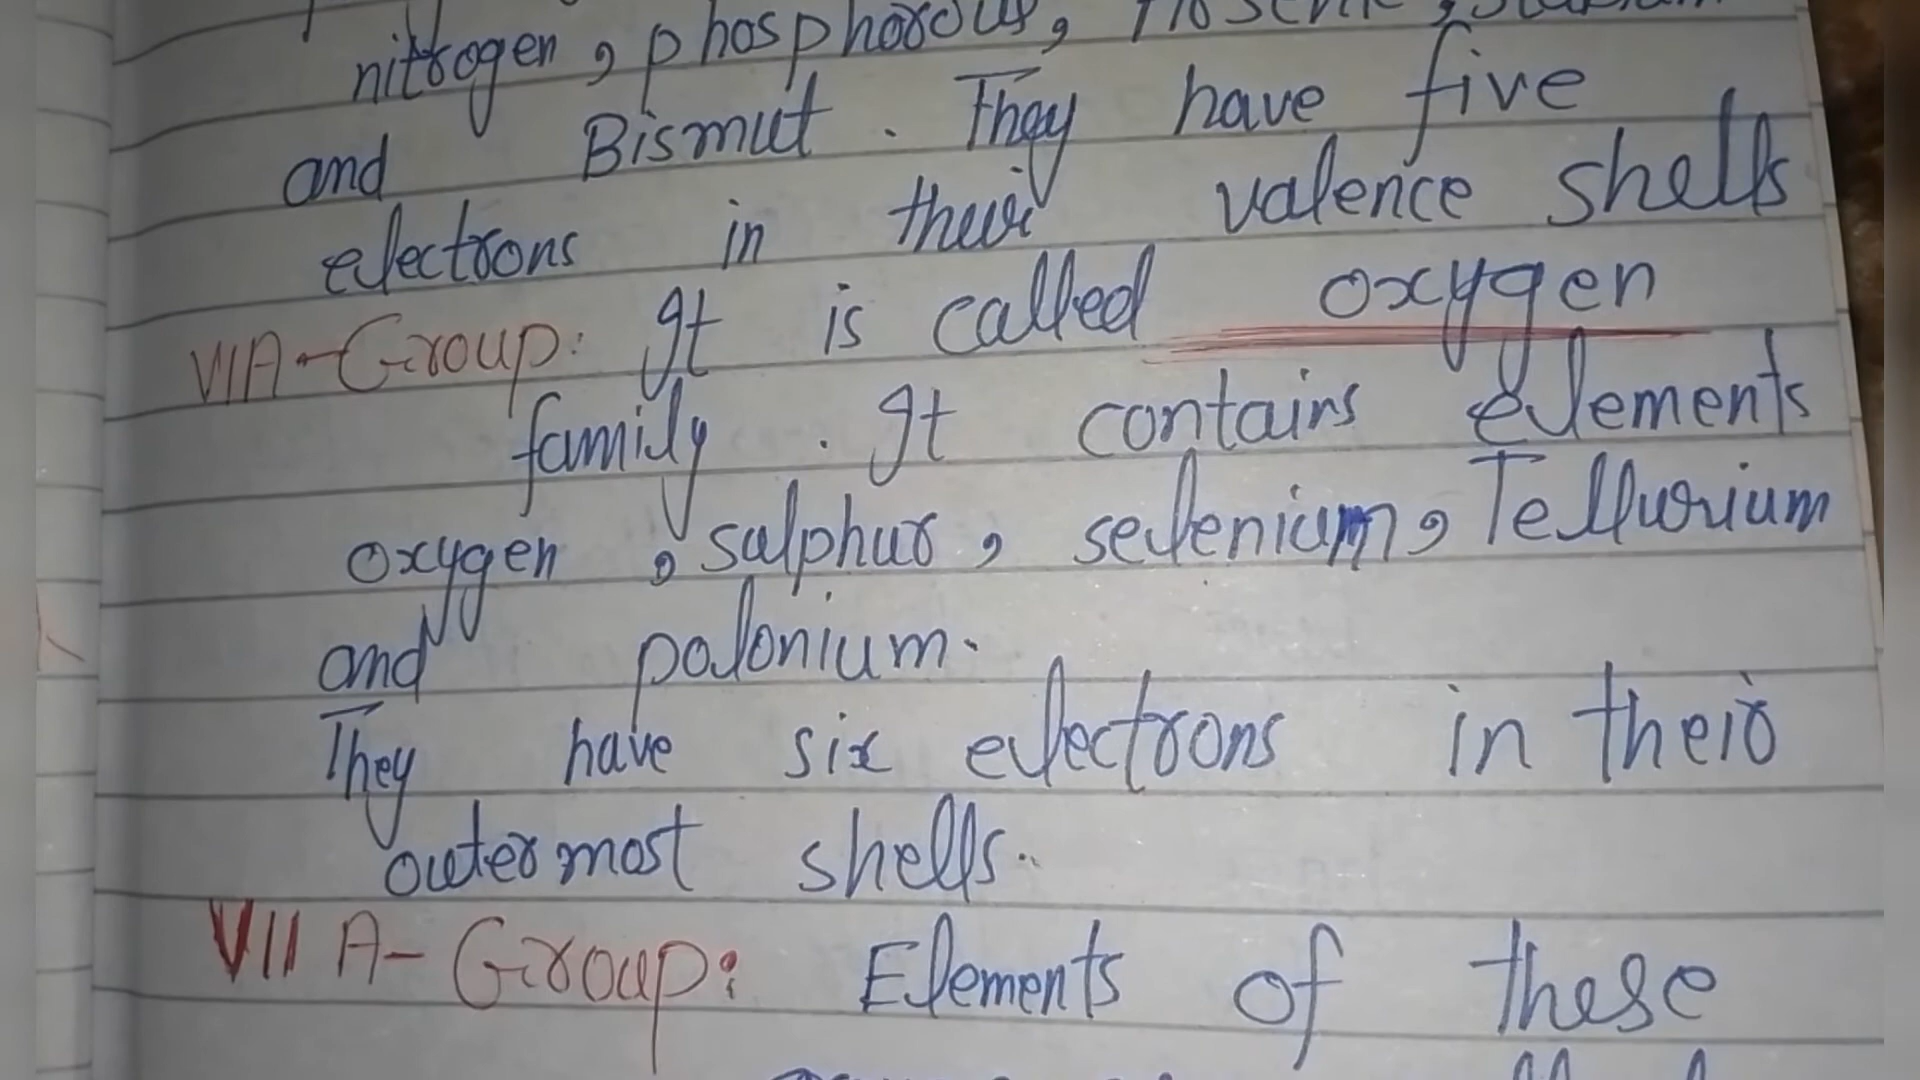 nitrogen, phosphorous,
and Bismut. They have five
electrons in their valence shells
VIA-Group: It is called oxygen
family. It contains elements
oxygen, sulphur, selenium, Tellurium
and polonium.
They have six electrons in their
outermost shells.
VII A- Group: Elements of these